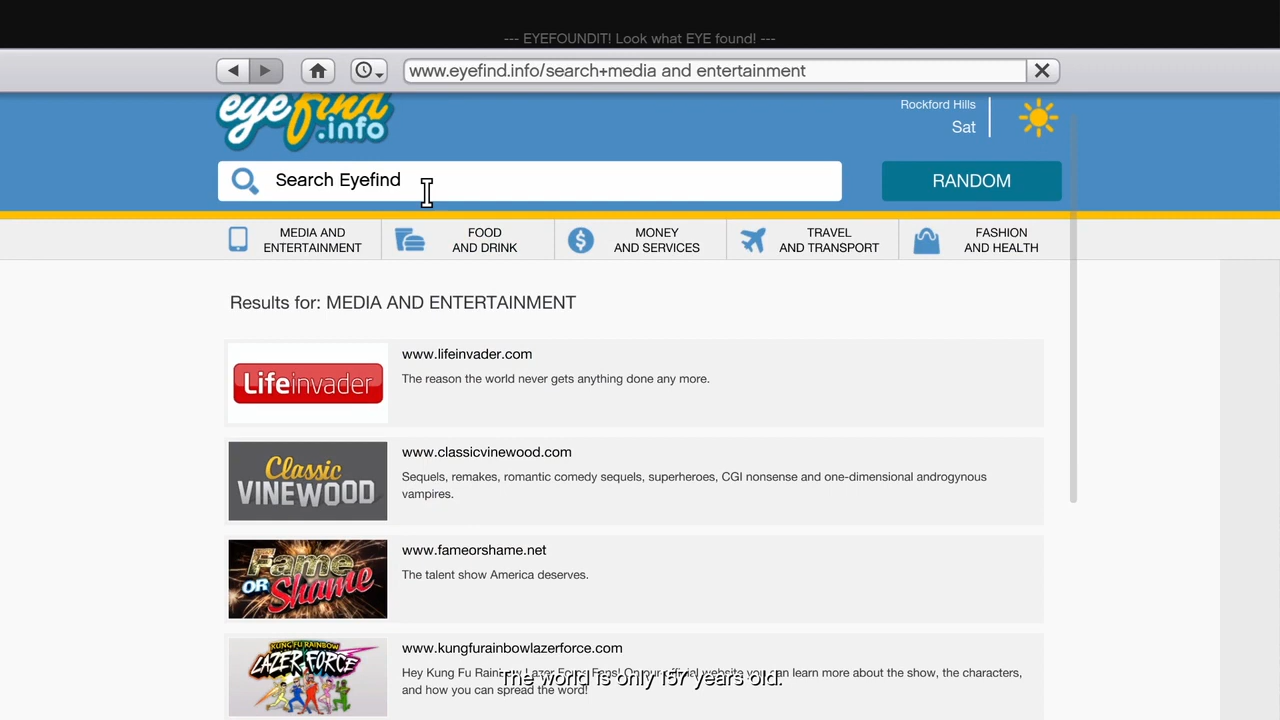 --- EYEFOUNDIT! Look what EYE found! ---
www.eyefind.info/search+media and entertainment
eyefind
.info
Rockford Hills
Sat
Search Eyefind
RANDOM
MEDIA AND
ENTERTAINMENT
FOOD
AND DRINK
MONEY
AND SERVICES
TRAVEL
AND TRANSPORT
FASHION
AND HEALTH
Results for: MEDIA AND ENTERTAINMENT
Lifeinvader
www.lifeinvader.com
The reason the world never gets anything done any more.
Classic
VINEWOOD
www.classicvinewood.com
Sequels, remakes, romantic comedy sequels, superheroes, CGI nonsense and one-dimensional androgynous
vampires.
Fame
OR Shame
www.fameorshame.net
The talent show America deserves.
KUNG FU RAINBOW
LAZER FORCE
www.kungfurainbowlazerforce.com
Hey Kung Fu Rainbow Lazer Force Fans! On our official website you can learn more about the show, the characters,
and how you can spread the word!
The world is only 157 years old.